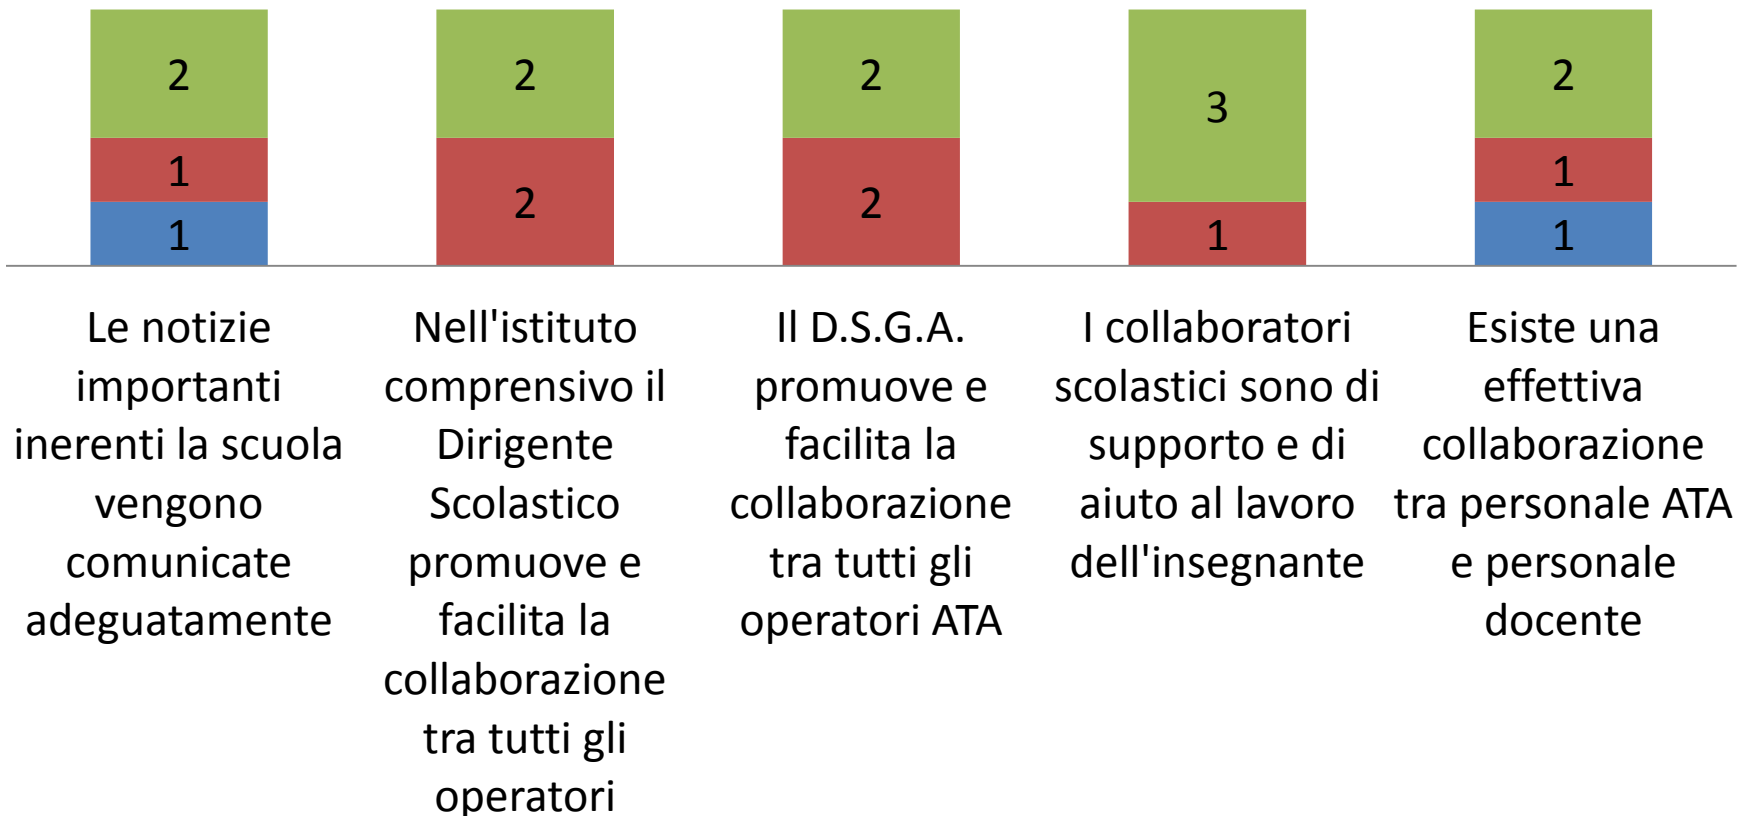 2
1
1
2
2
2
2
3
1
2
1
1
Le notizie
importanti
inerenti la scuola
vengono
comunicate
adeguatamente
Nell'istituto
comprensivo il
Dirigente
Scolastico
promuove e
facilita la
collaborazione
tra tutti gli
operatori
Il D.S.G.A.
promuove e
facilita la
collaborazione
tra tutti gli
operatori ATA
I collaboratori
scolastici sono di
supporto e di
aiuto al lavoro
dell'insegnante
Esiste una
effettiva
collaborazione
tra personale ATA
e personale
docente